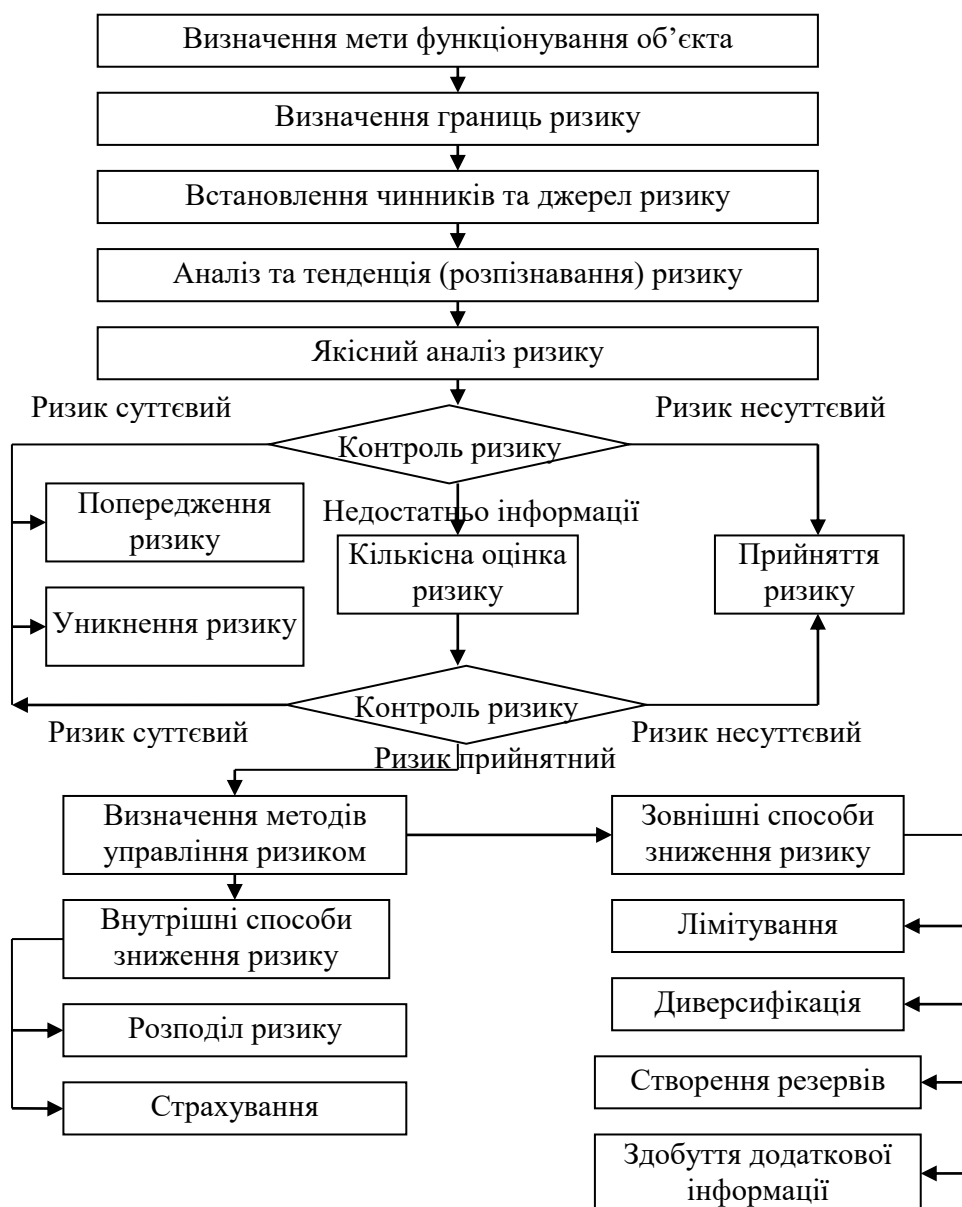 Визначення мети функціонування об’єкта
Визначення границь ризику
Встановлення чинників та джерел ризику
Аналіз та тенденція (розпізнавання) ризику
Якісний аналіз ризику
Ризик суттєвий
Ризик несуттєвий
Контроль ризику
Попередження
ризику
Недостатньо інформації
Кількісна оцінка
ризику
Прийняття
ризику
Уникнення ризику
Контроль ризику
Ризик суттєвий
Ризик несуттєвий
Ризик прийнятний
Визначення методів
управління ризиком
Зовнішні способи
зниження ризику
Внутрішні способи
зниження ризику
Лімітування
Диверсифікація
Розподіл ризику
Створення резервів
Страхування
Здобуття додаткової
інформації